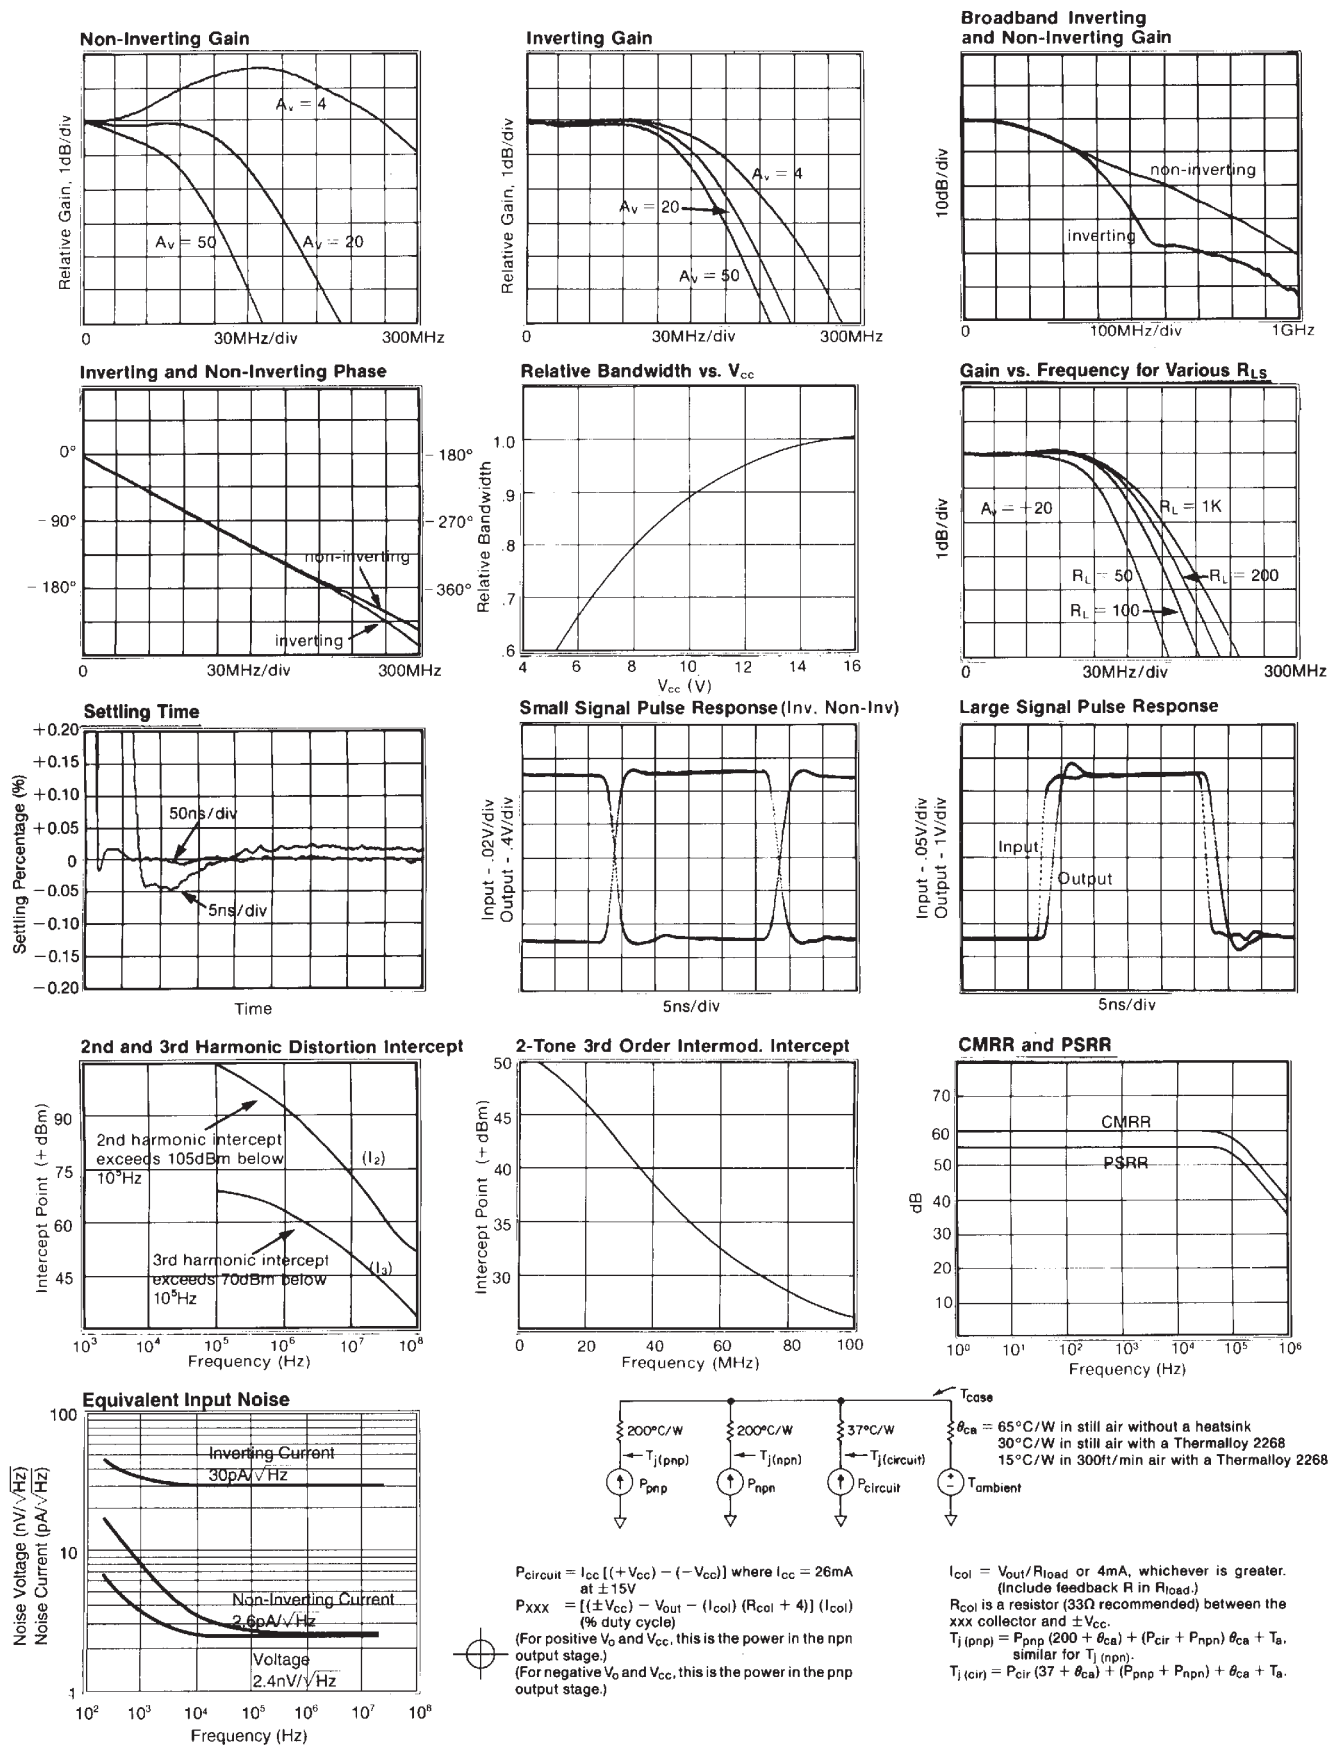 Non-Inverting Gain
Relative Gain, 1dB/div
Av = 4
Av = 50
Av = 20
0 30MHz/div 300MHz
Inverting Gain
Relative Gain, 1dB/div
Av = 4
Av = 20
Av = 50
0 30MHz/div 300MHz
Broadband Inverting
and Non-Inverting Gain
10dB/div
non-inverting
inverting
0 100MHz/div 1GHz
Inverting and Non-Inverting Phase
0°
-90°
-180°
-180°
-270°
-360°
non-inverting
inverting
0 30MHz/div 300MHz
Relative Bandwidth vs. Vcc
Relative Bandwidth
1.0
.9
.8
.7
.6
4 6 8 10 12 14 16
Vcc (V)
Gain vs. Frequency for Various RLs
1dB/div
Av = +20
RL = 1K
RL = 50
RL = 200
RL = 100
0 30MHz/div 300MHz
Settling Time
Settling Percentage (%)
+0.20
+0.15
+0.10
+0.05
0
-0.05
-0.10
-0.15
-0.20
50ns/div
5ns/div
Time
Small Signal Pulse Response (Inv. Non-Inv)
Input - .02V/div
Output - .4V/div
5ns/div
Large Signal Pulse Response
Input - .05V/div
Output - 1V/div
Input
Output
5ns/div
2nd and 3rd Harmonic Distortion Intercept
Intercept Point (+dBm)
90
75
60
45
2nd harmonic intercept
exceeds 105dBm below
10⁵Hz
(I₂)
3rd harmonic intercept
exceeds 70dBm below
10⁵Hz
(I₃)
10³ 10⁴ 10⁵ 10⁶ 10⁷ 10⁸
Frequency (Hz)
2-Tone 3rd Order Intermod. Intercept
Intercept Point (+dBm)
50
45
40
35
30
0 20 40 60 80 100
Frequency (MHz)
CMRR and PSRR
dB
70
60
50
40
30
20
10
CMRR
PSRR
10⁰ 10¹ 10² 10³ 10⁴ 10⁵ 10⁶
Frequency (Hz)
Equivalent Input Noise
Noise Voltage (nV/√Hz)
Noise Current (pA/√Hz)
100
10
1
Inverting Current
30pA/√Hz
Non-Inverting Current
2.6pA/√Hz
Voltage
2.4nV/√Hz
10² 10³ 10⁴ 10⁵ 10⁶ 10⁷ 10⁸
Frequency (Hz)
Tcase
200°C/W 200°C/W 37°C/W
Tj(pnp) Tj(npn) Tj(circuit)
Ppnp Pnpn Pcircuit Tambient
θca = 65°C/W in still air without a heatsink
30°C/W in still air with a Thermalloy 2268
15°C/W in 300ft/min air with a Thermalloy 2268
Pcircuit = Icc [(+Vcc) - (-Vcc)] where Icc = 26mA
at ±15V
Pxxx = [(±Vcc) - Vout - (Icol) (Rcol + 4)] (Icol)
(% duty cycle)
(For positive Vo and Vcc, this is the power in the npn
output stage.)
(For negative Vo and Vcc, this is the power in the pnp
output stage.)
Icol = Vout/Rload or 4mA, whichever is greater.
(Include feedback R in Rload.)
Rcol is a resistor (33Ω recommended) between the
xxx collector and ±Vcc.
Tj (pnp) = Ppnp (200 + θca) + (Pcir + Pnpn) θca + Ta,
similar for Tj (npn).
Tj (cir) = Pcir (37 + θca) + (Ppnp + Pnpn) + θca + Ta.